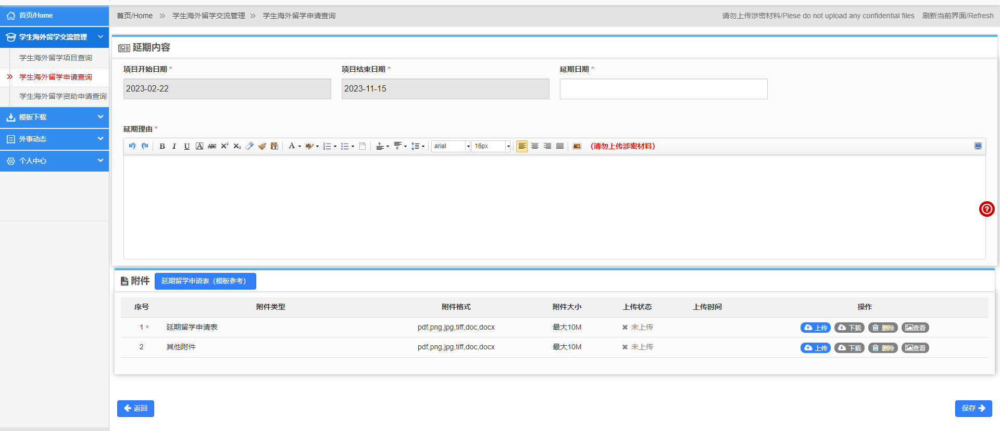 首页/Home
学生海外留学交流管理
学生海外留学项目查询
学生海外留学申请查询
学生海外留学资助申请查询
模板下载
外事动态
个人中心
首页/Home 学生海外留学交流管理 学生海外留学申请查询 请勿上传涉密材料/Plese do not upload any confidential files 刷新当前界面/Refresh
延期内容
项目开始日期 * 项目结束日期 * 延期日期 *
2023-02-22 2023-11-15
延期理由 *
B I U A ABC X² X₂ T A ab arial 16px (请勿上传涉密材料)
附件 延期留学申请表（模板参考）
序号 附件类型 附件格式 附件大小 上传状态 上传时间 操作
1 * 延期留学申请表 pdf,png,jpg,tiff,doc,docx 最大10M 未上传 上传 下载 删除 查看
2 其他附件 pdf,png,jpg,tiff,doc,docx 最大10M 未上传 上传 下载 删除 查看
返回 保存